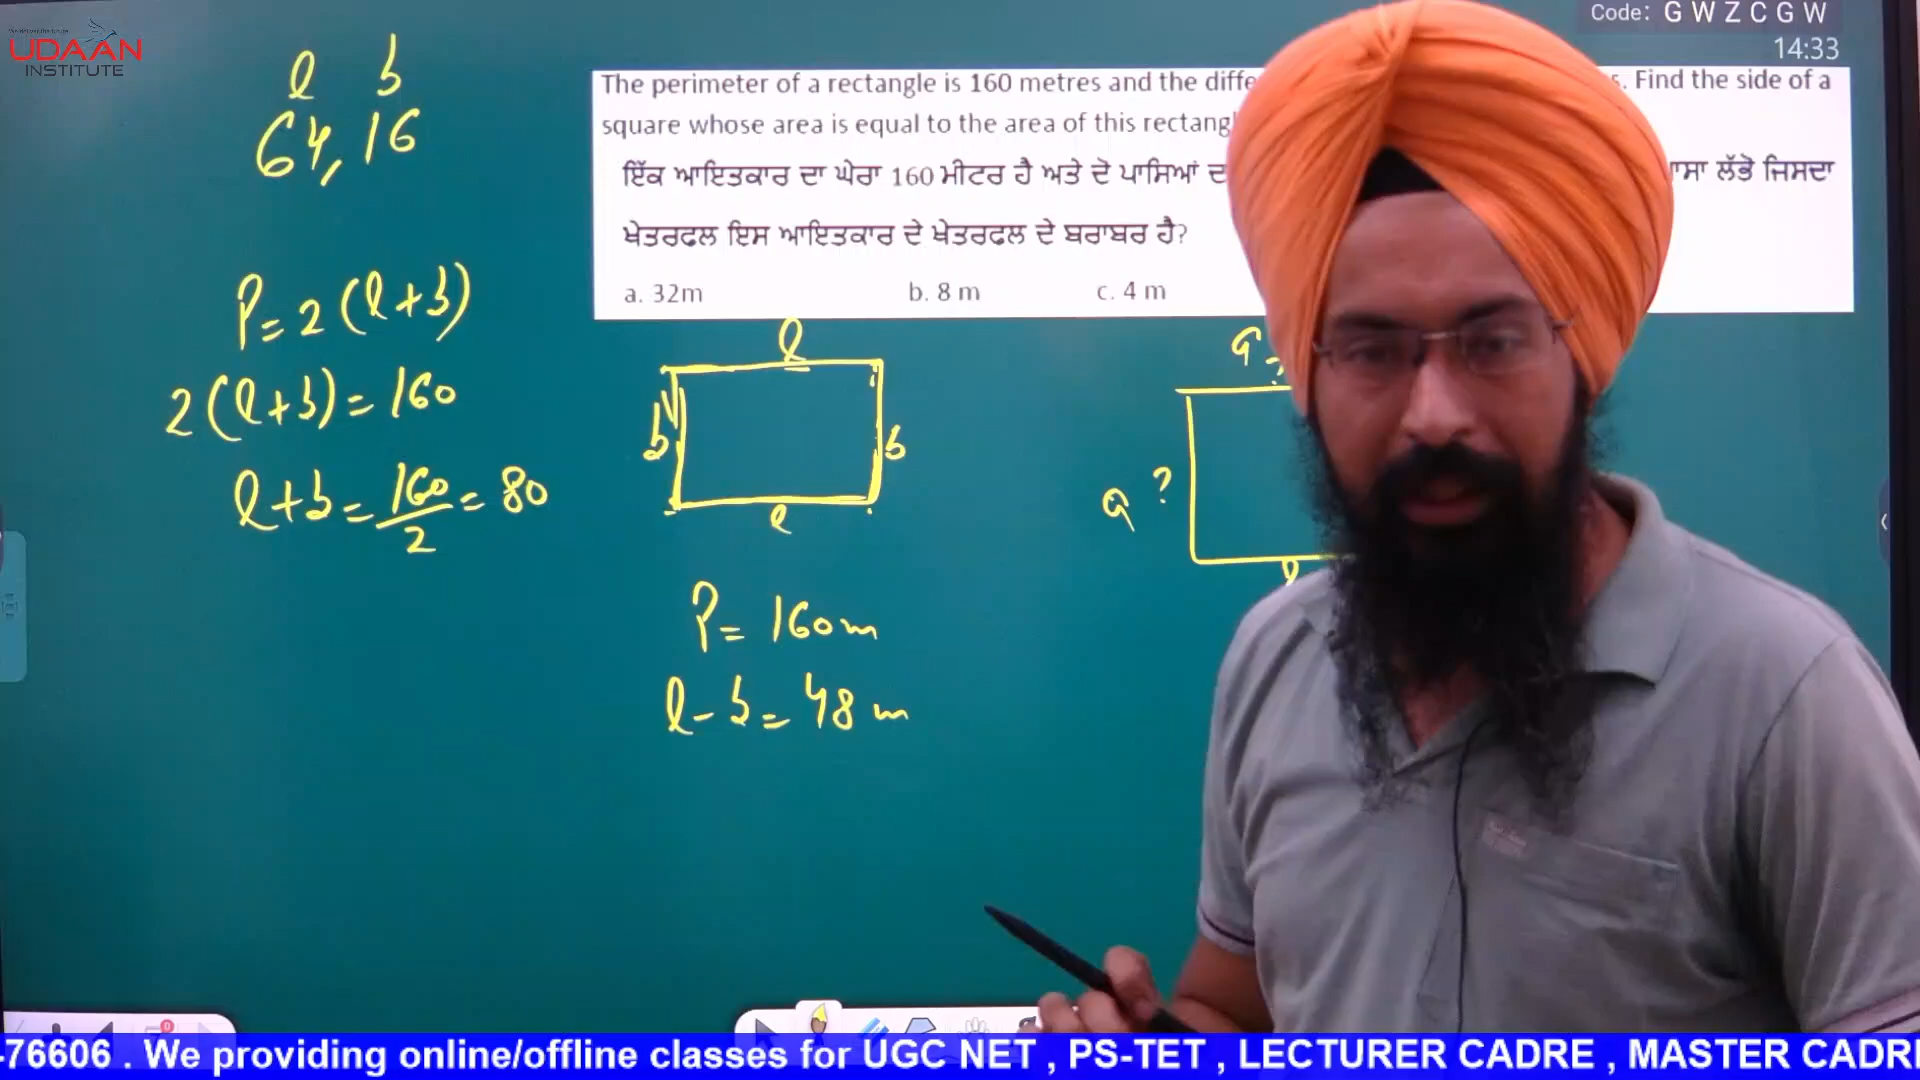 UDAAN
INSTITUTE
Code: GWZCGW
14:33
l b
64, 16
The perimeter of a rectangle is 160 metres and the . Find the side of a
square whose area is equal to the area of this
ਇੱਕ ਆਇਤਕਾਰ ਦਾ ਘੇਰਾ 160 ਮੀਟਰ ਹੈ ਅਤੇ ਦੋ ਪਾਸਿਆਂ ਲੱਭੋ ਜਿਸਦਾ
ਖੇਤਰਫਲ ਇਸ ਆਇਤਕਾਰ ਦੇ ਖੇਤਰਫਲ ਦੇ ਬਰਾਬਰ ਹੈ?
a. 32m b. 8 m c. 4 m
P = 2 (l + b)
2 (l + b) = 160
l + b = 160/2 = 80
l
b b
l
a
a ?
P = 160m
l - b = 48 m
-76606 . We providing online/offline classes for UGC NET , PS-TET , LECTURER CADRE , MASTER